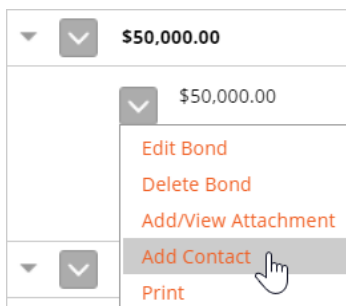 $50,000.00
$50,000.00
Edit Bond
Delete Bond
Add/View Attachment
Add Contact
Print